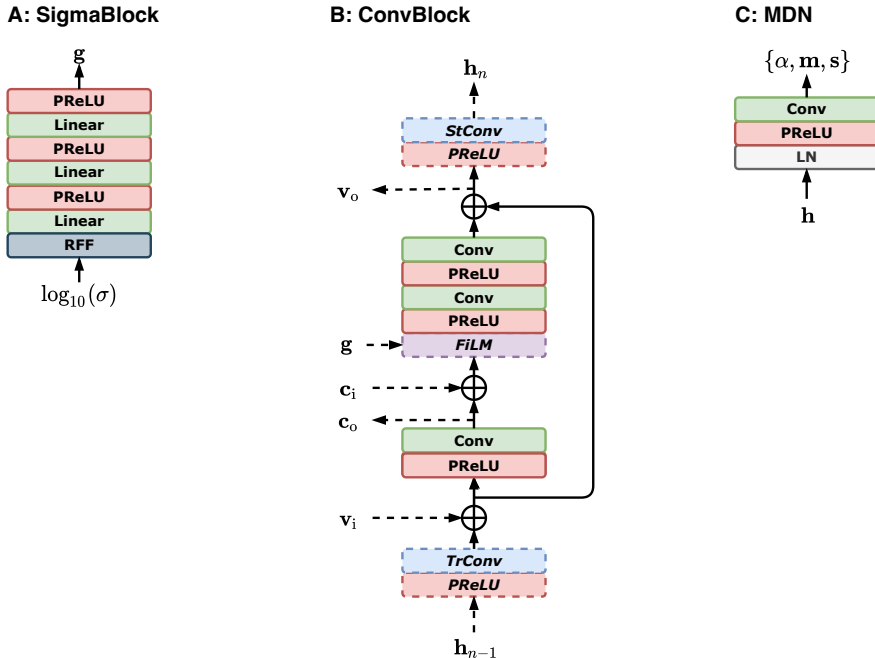 A: SigmaBlock
g
PReLU
Linear
PReLU
Linear
PReLU
Linear
RFF
log₁₀(σ)
B: ConvBlock
hₙ
StConv
PReLU
vₒ
Conv
PReLU
Conv
PReLU
g
FiLM
cᵢ
cₒ
Conv
PReLU
vᵢ
TrConv
PReLU
hₙ₋₁
C: MDN
{α, m, s}
Conv
PReLU
LN
h